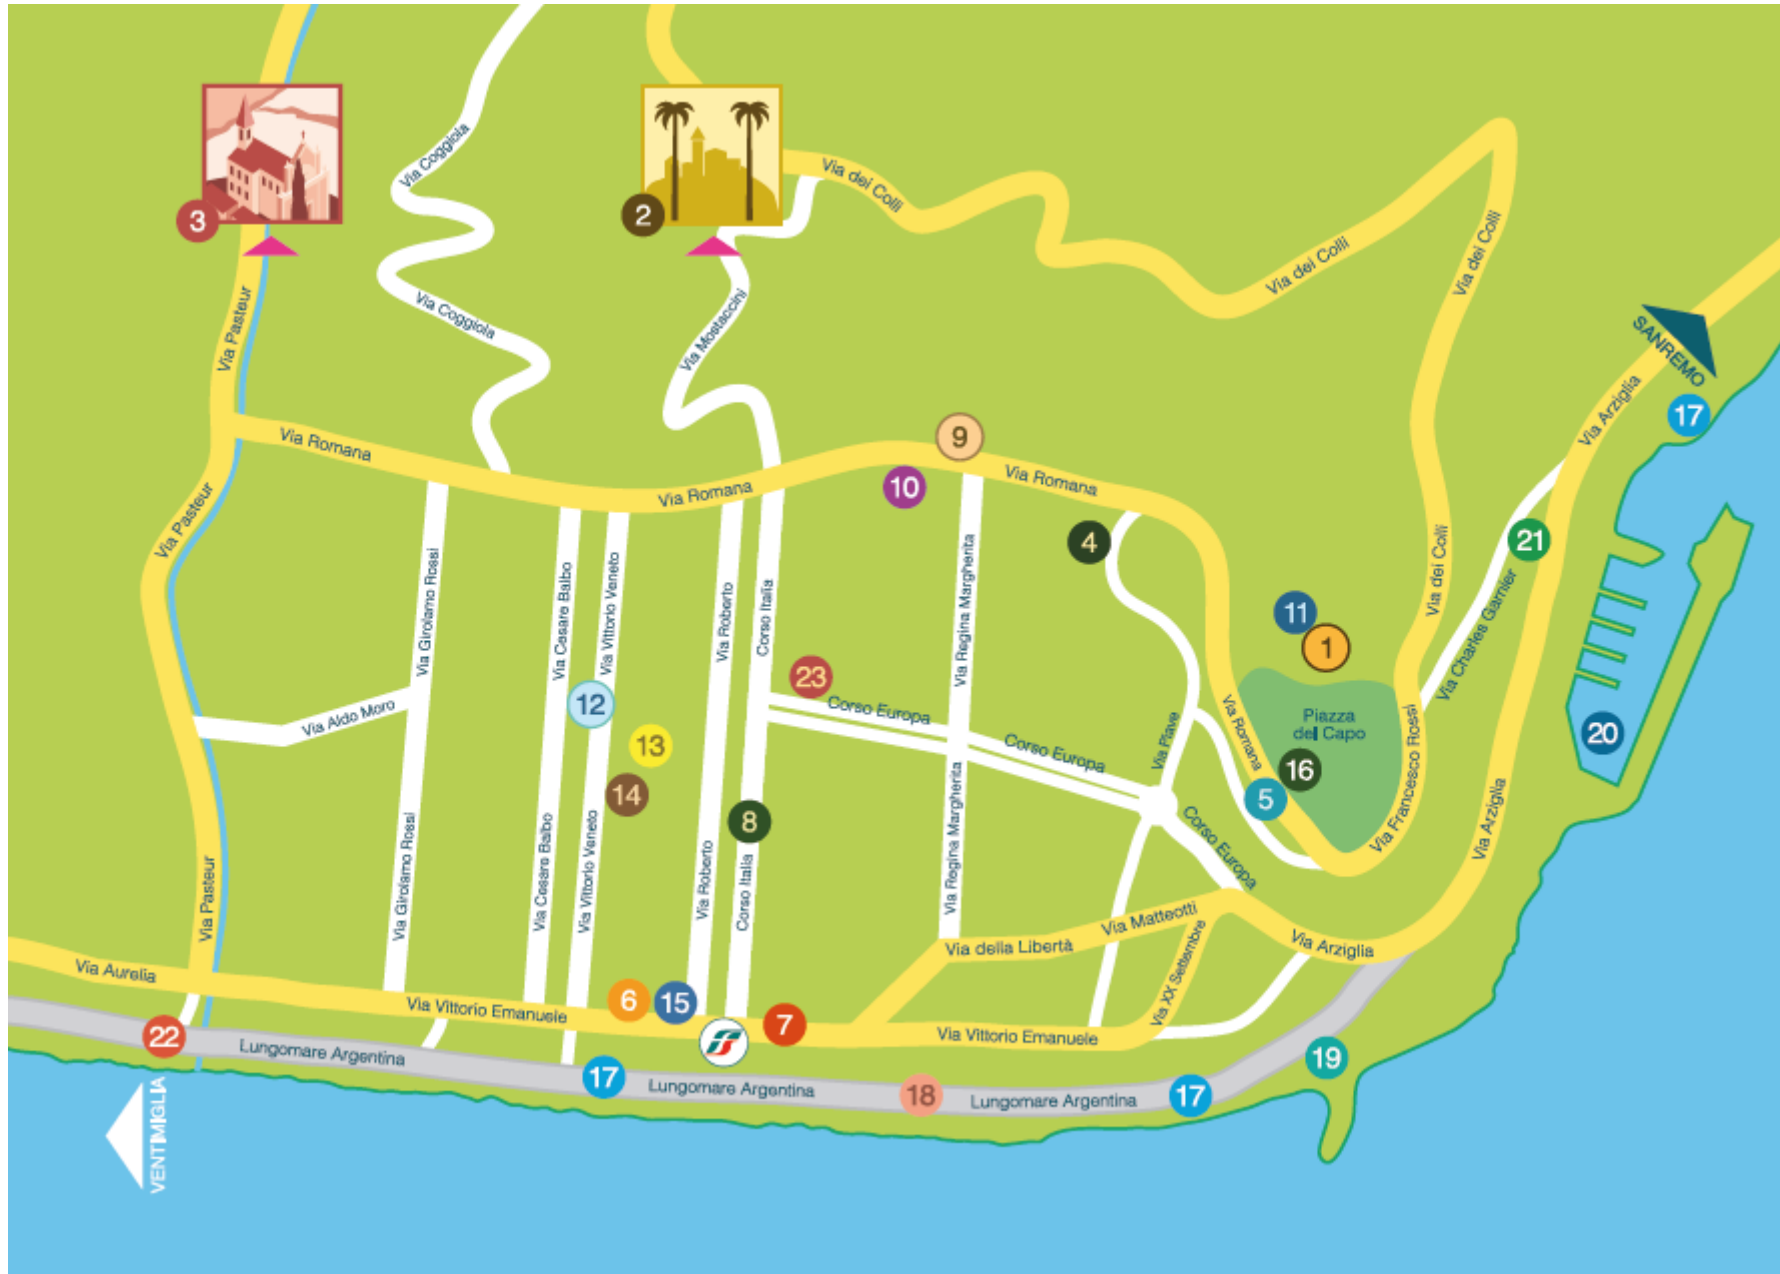 3
2
Via Coggiola
Via dei Colli
Via dei Colli
Via dei Colli
Via Pasteur
Via Coggiola
Via Mostaccini
SANREMO
17
Via Arziglia
Via Romana
9
Via Romana
Via Romana
10
4
21
Via Pasteur
Via Girolamo Rossi
Via Cesare Balbo
Via Vittorio Veneto
Via Roberto
Corso Italia
Via Regina Margherita
Via dei Colli
11
1
Via Charles Garnier
23
12
Via Aldo Moro
Corso Europa
Corso Europa
Via Piave
Via Romana
Piazza
del Capo
Via Francesco Rossi
20
13
14
16
5
8
Via Regina Margherita
Corso Europa
Via Arziglia
Via Pasteur
Via Girolamo Rossi
Via Cesare Balbo
Via Vittorio Veneto
Via Roberto
Corso Italia
Via Matteotti
Via della Libertà
Via Arziglia
Via XX Settembre
Via Aurelia
Via Vittorio Emanuele
6
15
7
Via Vittorio Emanuele
22
Lungomare Argentina
17
Lungomare Argentina
18
Lungomare Argentina
17
19
VENTIMIGLIA